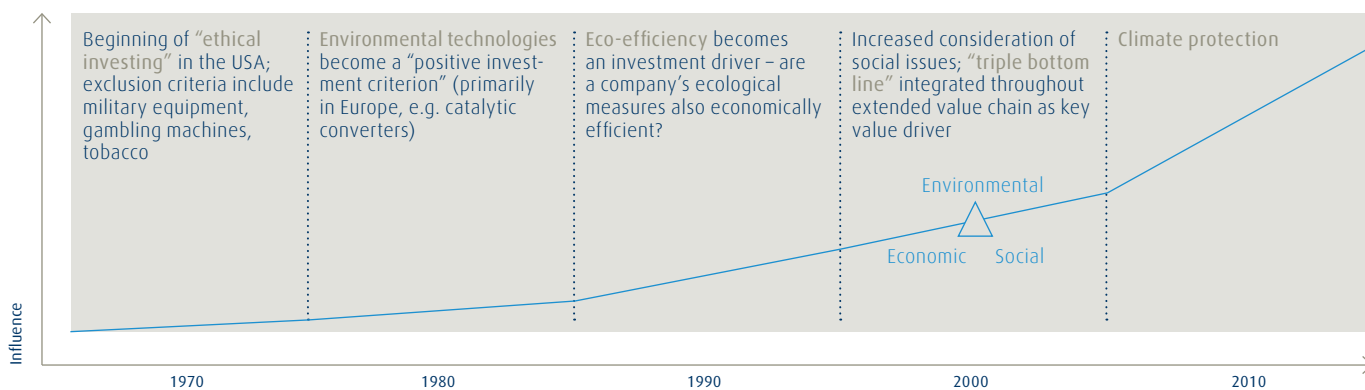 Beginning of “ethical
investing” in the USA;
exclusion criteria include
military equipment,
gambling machines,
tobacco
Environmental technologies
become a “positive invest-
ment criterion” (primarily
in Europe, e.g. catalytic
converters)
Eco-efficiency becomes
an investment driver – are
a company’s ecological
measures also economically
efficient?
Increased consideration of
social issues; “triple bottom
line” integrated throughout
extended value chain as key
value driver
Climate protection
Environmental
Economic Social
Influence
1970 1980 1990 2000 2010